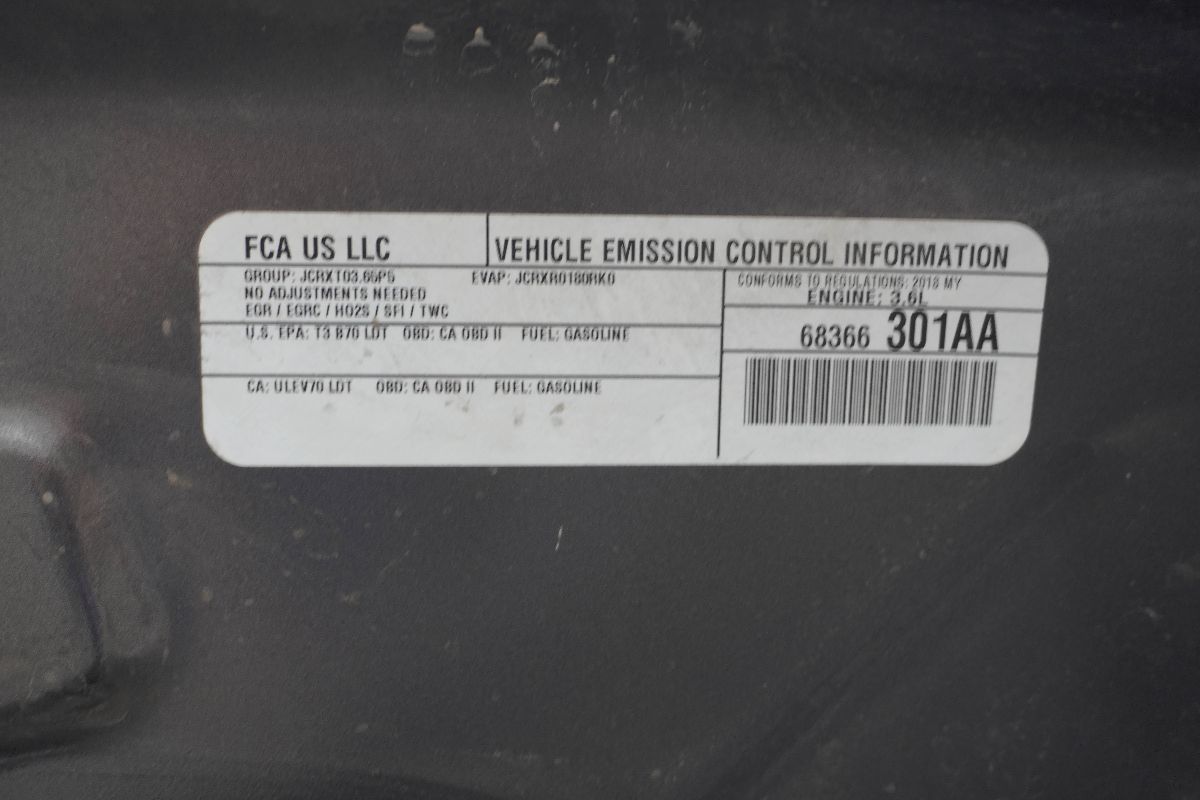 FCA US LLC
VEHICLE EMISSION CONTROL INFORMATION
GROUP: JCRXT03.65P5
EVAP: JCRXR0180RK0
NO ADJUSTMENTS NEEDED
EGR / EGRC / HO2S / SFI / TWC
U.S. EPA: T3 B70 LDT OBD: CA OBD II FUEL: GASOLINE
CA: ULEV70 LDT OBD: CA OBD II FUEL: GASOLINE
CONFORMS TO REGULATIONS: 2018 MY
ENGINE: 3.6L
68366 301AA